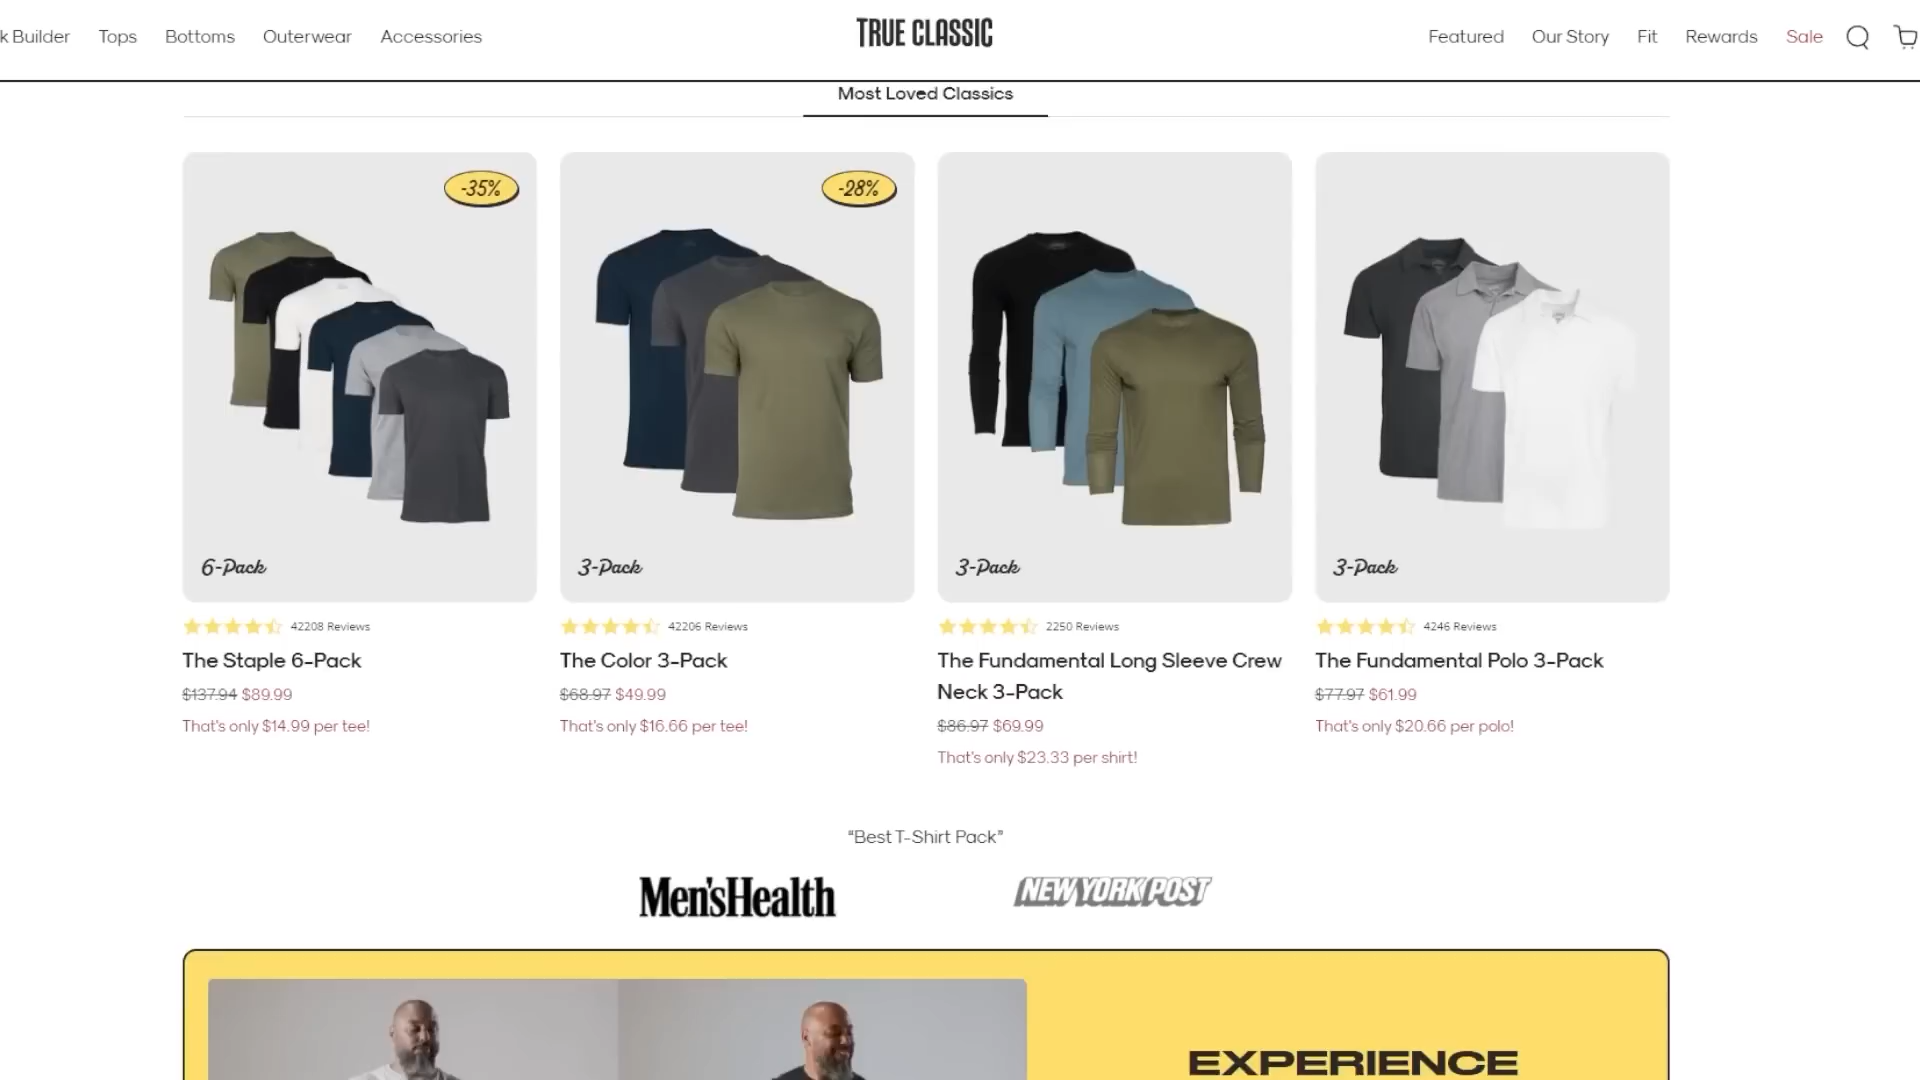 k Builder Tops Bottoms Outerwear Accessories TRUE CLASSIC Featured Our Story Fit Rewards Sale
Most Loved Classics
-35%
6-Pack
42208 Reviews
The Staple 6-Pack
$137.94 $89.99
That's only $14.99 per tee!
-28%
3-Pack
42206 Reviews
The Color 3-Pack
$68.97 $49.99
That's only $16.66 per tee!
3-Pack
2250 Reviews
The Fundamental Long Sleeve Crew
Neck 3-Pack
$86.97 $69.99
That's only $23.33 per shirt!
3-Pack
4246 Reviews
The Fundamental Polo 3-Pack
$77.97 $61.99
That's only $20.66 per polo!
“Best T-Shirt Pack”
Men'sHealth
NEW YORK POST
EXPERIENCE